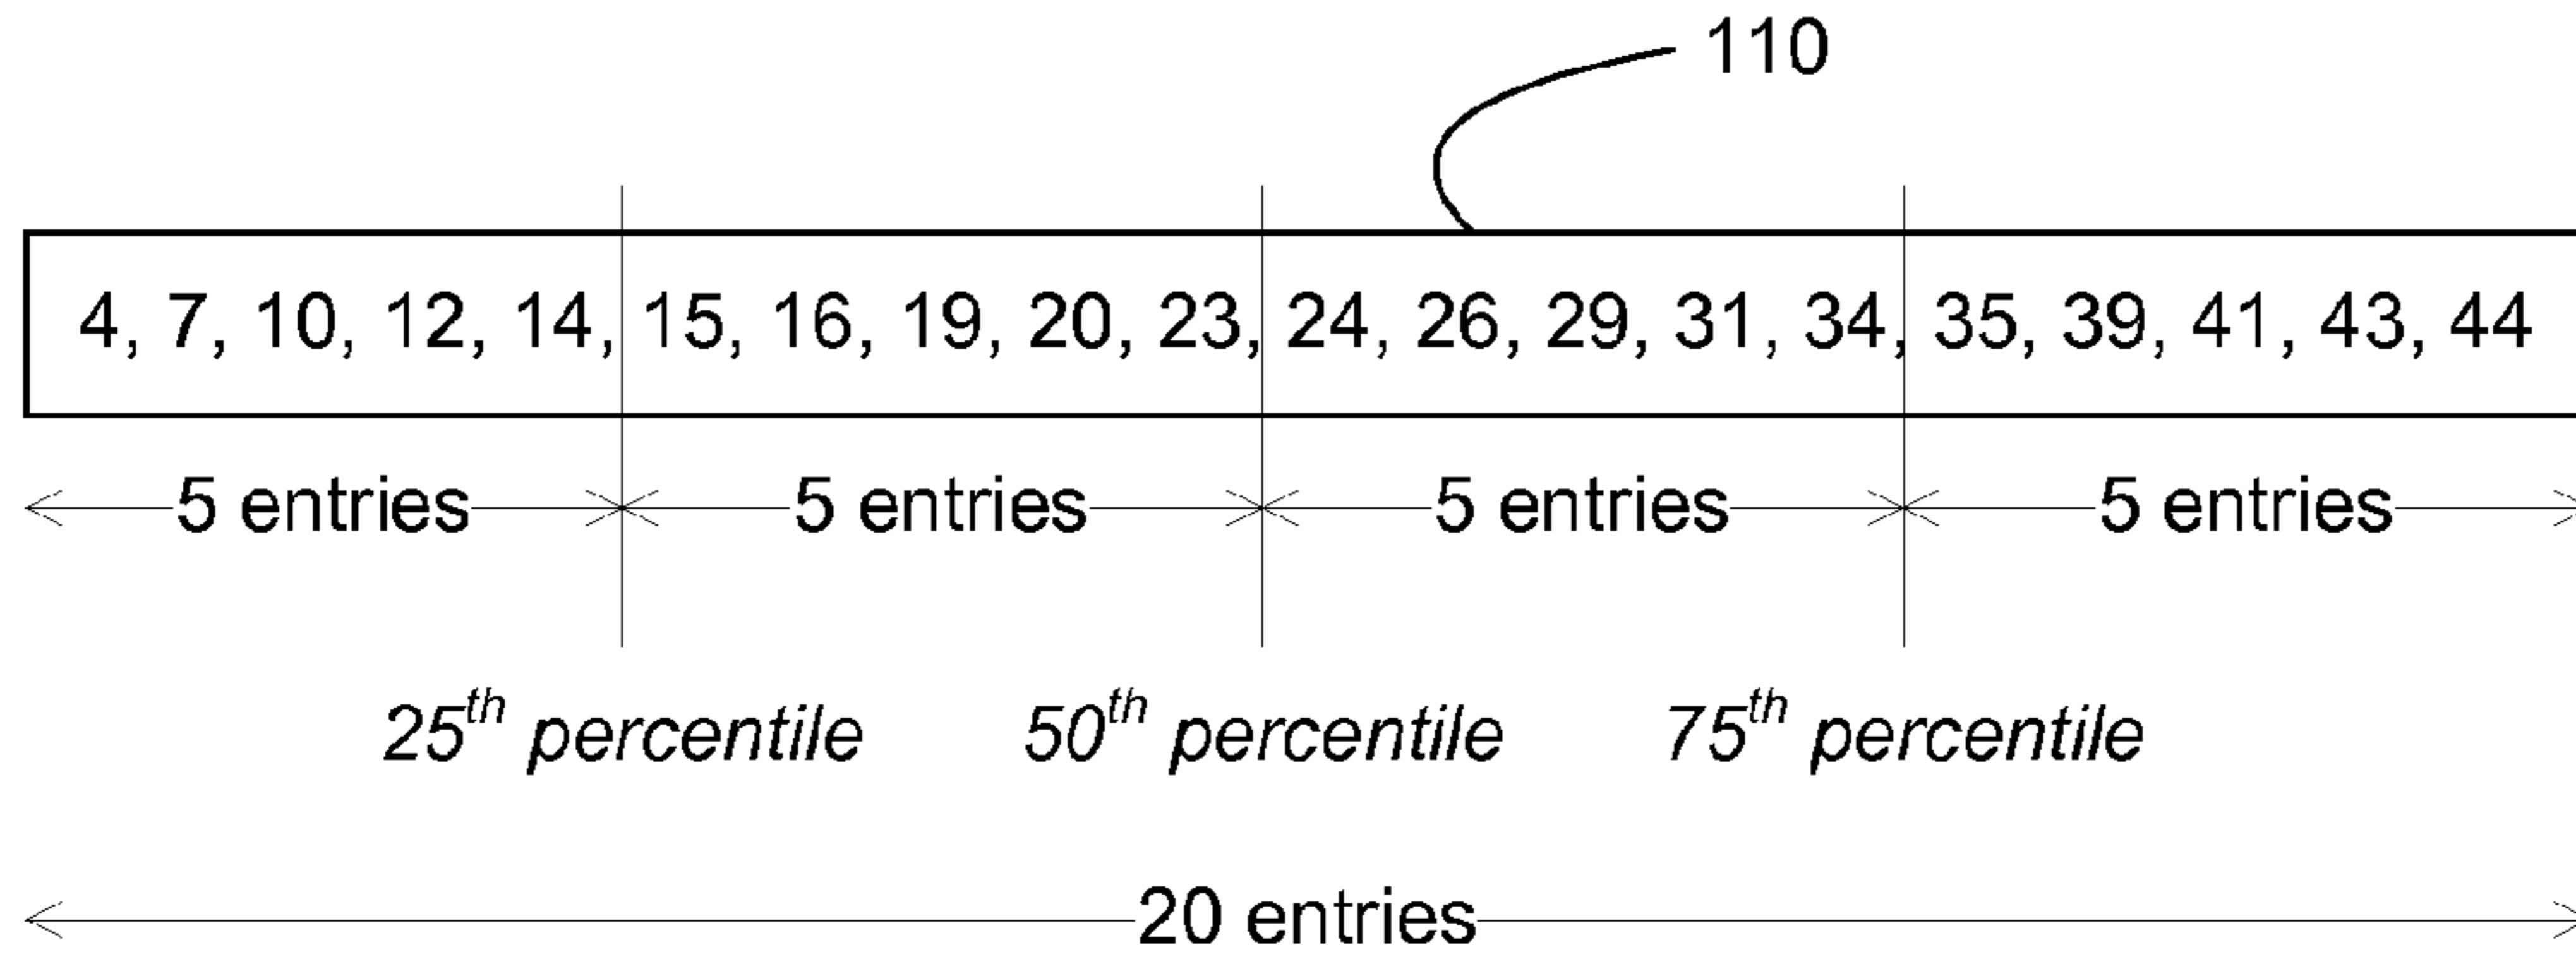 110
4, 7, 10, 12, 14, 15, 16, 19, 20, 23, 24, 26, 29, 31, 34, 35, 39, 41, 43, 44
5 entries 5 entries 5 entries 5 entries
25th percentile 50th percentile 75th percentile
20 entries